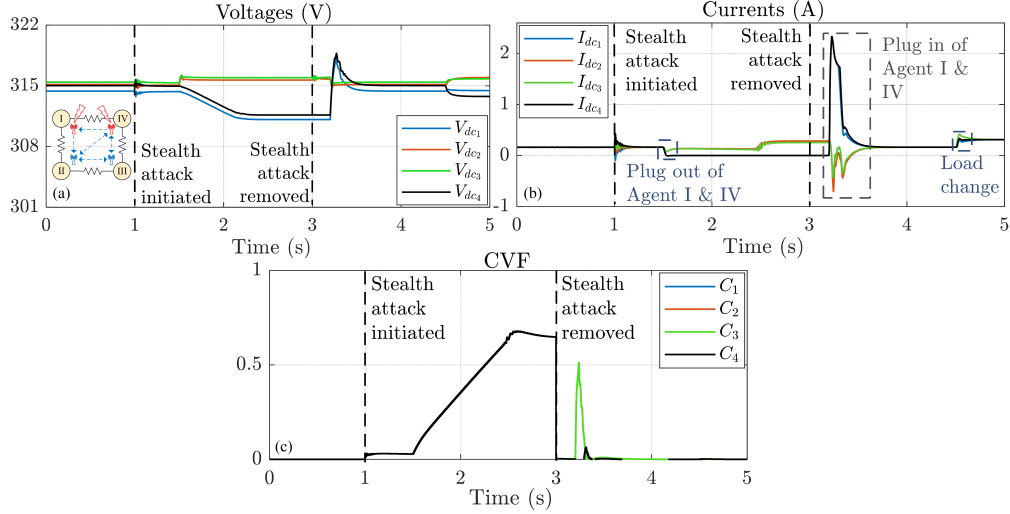 Voltages (V)
322
315
308
301
I
IV
II
III
(a)
Stealth
attack
initiated
Stealth
attack
removed
V_dc1
V_dc2
V_dc3
V_dc4
0
1
2
3
4
5
Time (s)
Currents (A)
2
1
0
-1
I_dc1
I_dc2
I_dc3
I_dc4
Stealth
attack
initiated
Stealth
attack
removed
Plug in of
Agent I &
IV
Plug out of
Agent I & IV
Load
change
(b)
0
1
2
3
4
5
Time (s)
CVF
1
0.5
0
Stealth
attack
initiated
Stealth
attack
removed
C_1
C_2
C_3
C_4
(c)
0
1
2
3
4
5
Time (s)